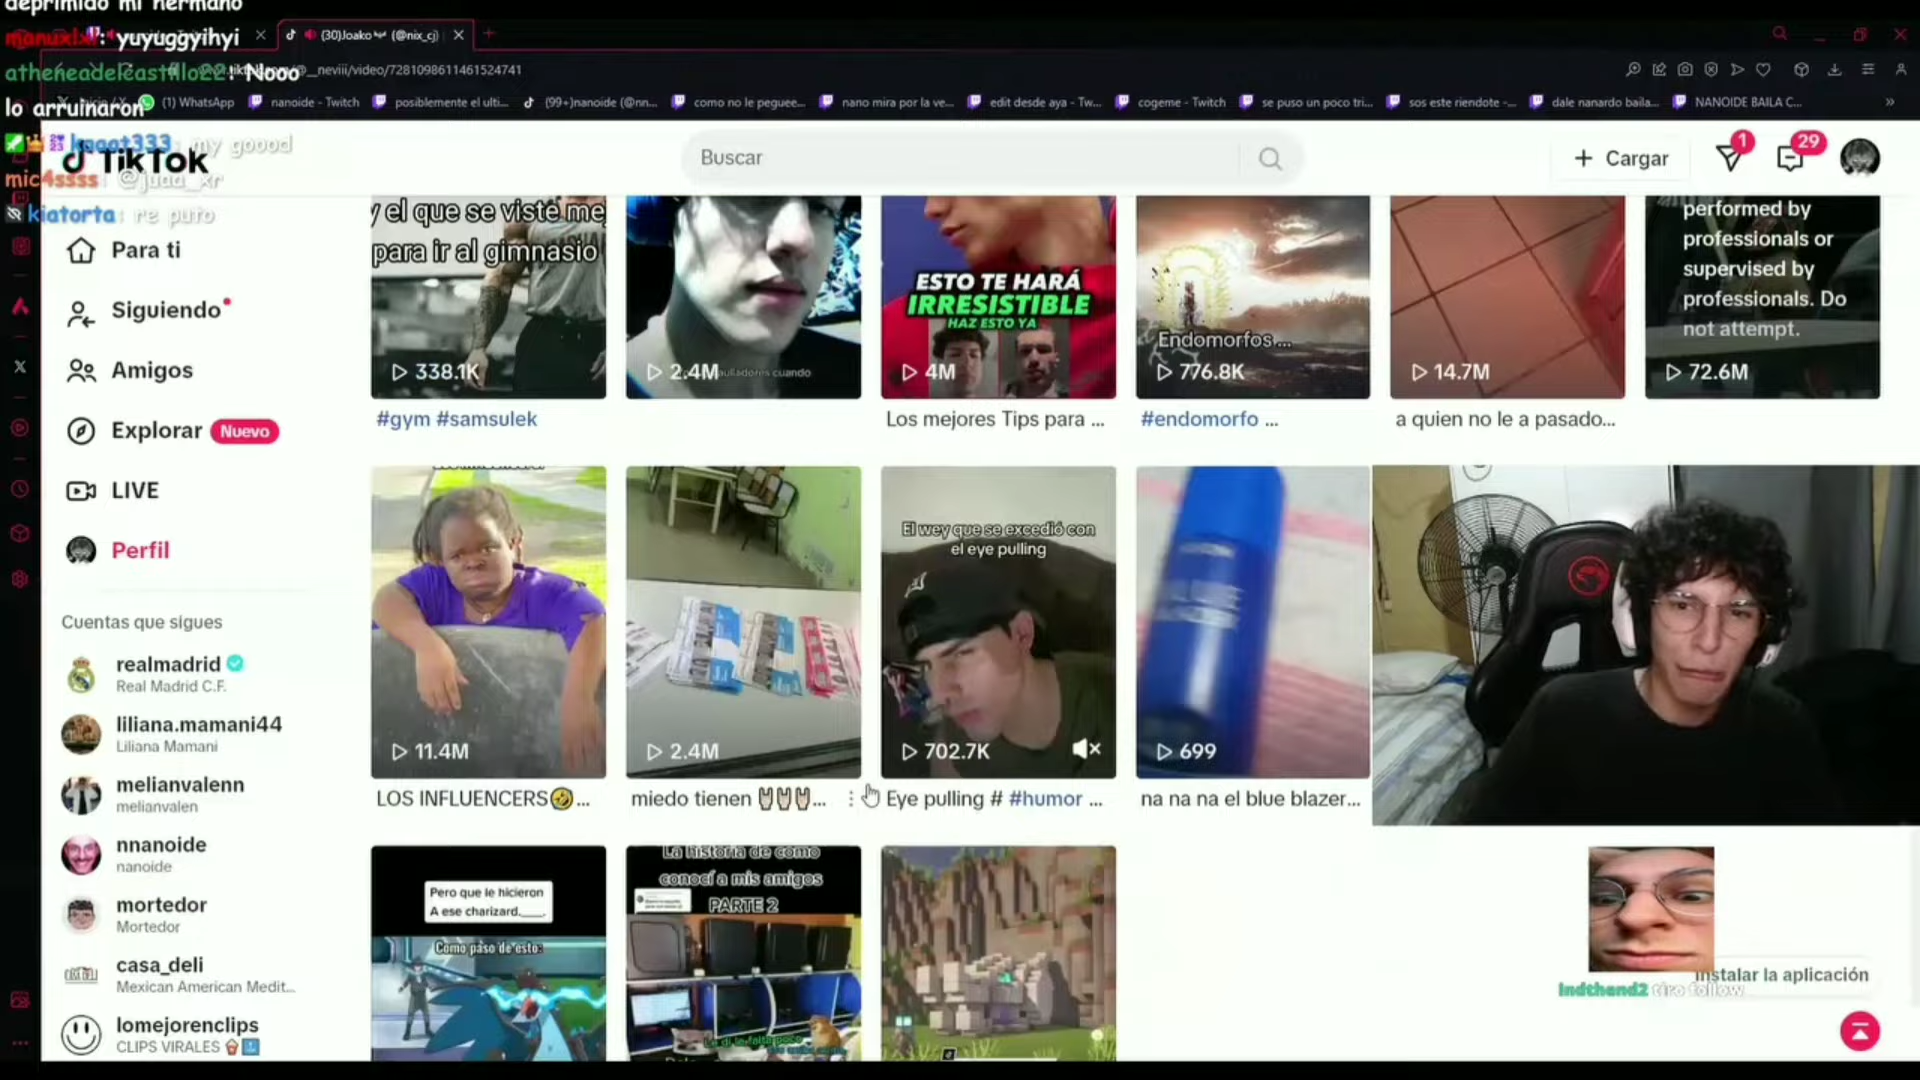 deprimido mi hermano
manuxlxl: yuyuggyihyi
(30)Joako (@nix_cj)
atheneadelcastillo22: Nooo
__neviii/video/7281098611461524741
lo arruinaron
(1) WhatsApp
nanoide - Twitch
posiblemente el ulti...
(99+)nanoide (@nn...
como no le peguee...
nano mira por la ve...
edit desde aya - Tw...
cogeme - Twitch
se puso un poco tri...
sos este riendote -...
dale nanardo baila...
NANOIDE BAILA C...
kaaat333: my goood
TikTok
mic4ssss: @juaa_xr
kiatorta: re puto
Buscar
Cargar
1
29
Para ti
Siguiendo
Amigos
Explorar
Nuevo
LIVE
Perfil
Cuentas que sigues
realmadrid
Real Madrid C.F.
liliana.mamani44
Liliana Mamani
melianvalenn
melianvalen
nnanoide
nanoide
mortedor
Mortedor
casa_deli
Mexican American Medit...
lomejorenclips
CLIPS VIRALES
y el que se viste me
para ir al gimnasio
338.1K
#gym #samsulek
aulladores cuando
2.4M
ESTO TE HARÁ
IRRESISTIBLE
HAZ ESTO YA
4M
Los mejores Tips para ...
Endomorfos ...
776.8K
#endomorfo ...
14.7M
a quien no le a pasado...
performed by
professionals or
supervised by
professionals. Do
not attempt.
72.6M
11.4M
LOS INFLUENCERS🤣...
2.4M
miedo tienen 🤘🤘🤘...
El wey que se excedió con
el eye pulling
702.7K
Eye pulling # #humor ...
699
na na na el blue blazer...
Pero que le hicieron
A ese charizard.____.
Como paso de esto:
La historia de como
conocí a mis amigos
PARTE 2
Instalar la aplicación
lndthand2 tiro follow